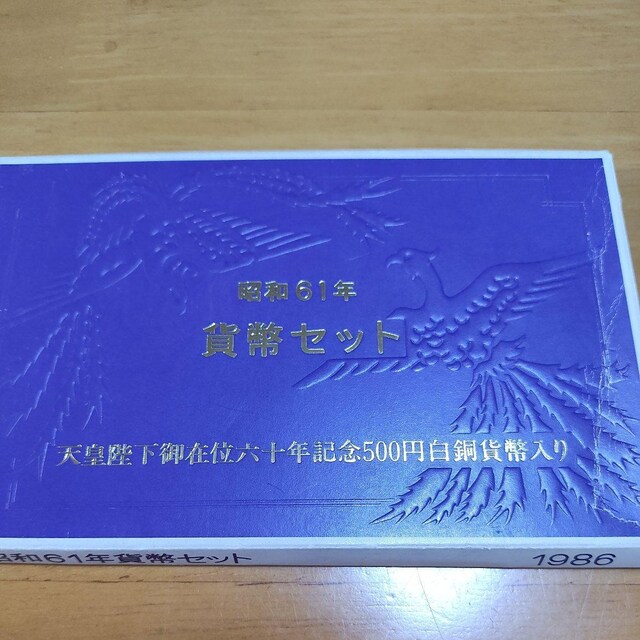 昭和61年
貨幣セット
天皇陛下御在位六十年記念500円白銅貨幣入り
昭和61年貨幣セット
1986